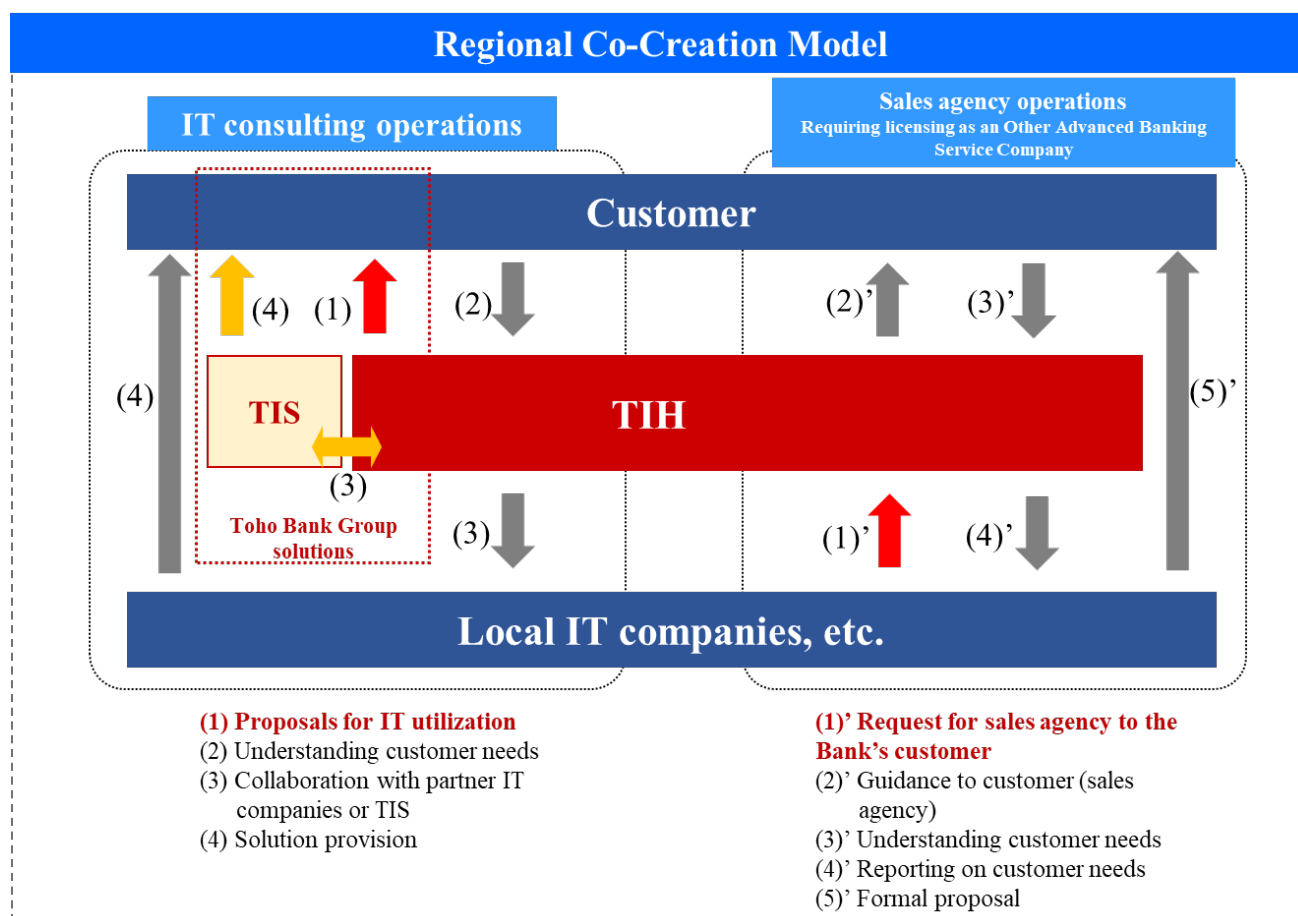 Regional Co-Creation Model
IT consulting operations
Sales agency operations
Requiring licensing as an Other Advanced Banking
Service Company
Customer
(4)
(1)
(2)
(2)’
(3)’
(4)
TIS
TIH
(5)’
(3)
Toho Bank Group
solutions
(3)
(1)’
(4)’
Local IT companies, etc.
(1) Proposals for IT utilization
(2) Understanding customer needs
(3) Collaboration with partner IT
companies or TIS
(4) Solution provision
(1)’ Request for sales agency to the
Bank’s customer
(2)’ Guidance to customer (sales
agency)
(3)’ Understanding customer needs
(4)’ Reporting on customer needs
(5)’ Formal proposal